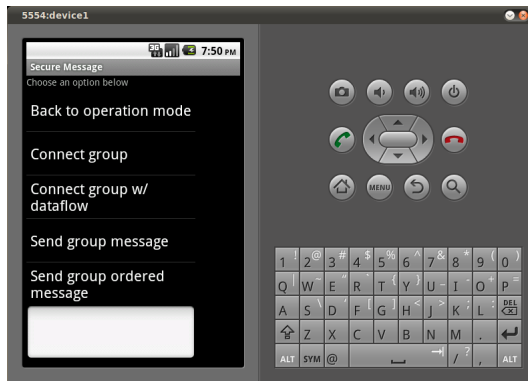 5554:device1
3G
7:50 PM
Secure Message
Choose an option below
Back to operation mode
Connect group
Connect group w/
dataflow
Send group message
Send group ordered
message
MENU
1 ! 2 @ 3 # 4 $ 5 % 6 ^ 7 & 8 * 9 ( 0 )
Q | W ~ E " R ` T { Y } U _ I - O + P =
A S \ D ' F [ G ] H < J > K ; L : DEL
Z X C V B N M .
ALT SYM @ / ? , ALT